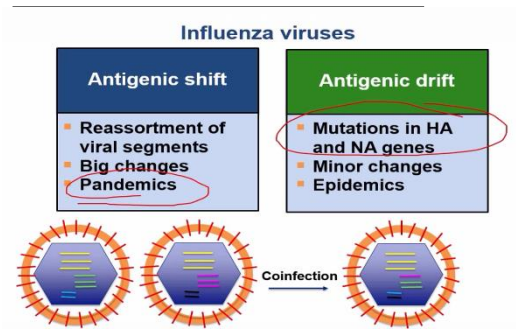 Influenza viruses
Antigenic shift
Reassortment of
viral segments
Big changes
Pandemics
Antigenic drift
Mutations in HA
and NA genes
Minor changes
Epidemics
Coinfection